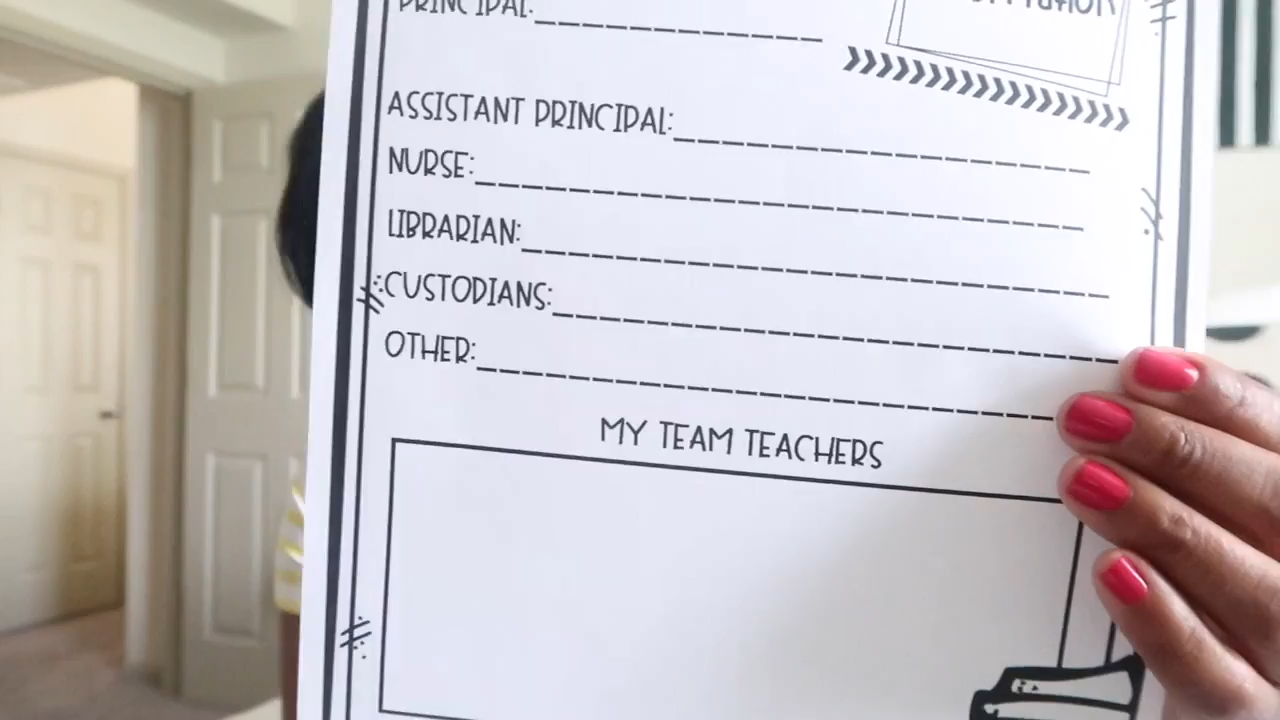 PRINCIPAL:
ASSISTANT PRINCIPAL:
NURSE:
LIBRARIAN:
CUSTODIANS:
OTHER:
MY TEAM TEACHERS